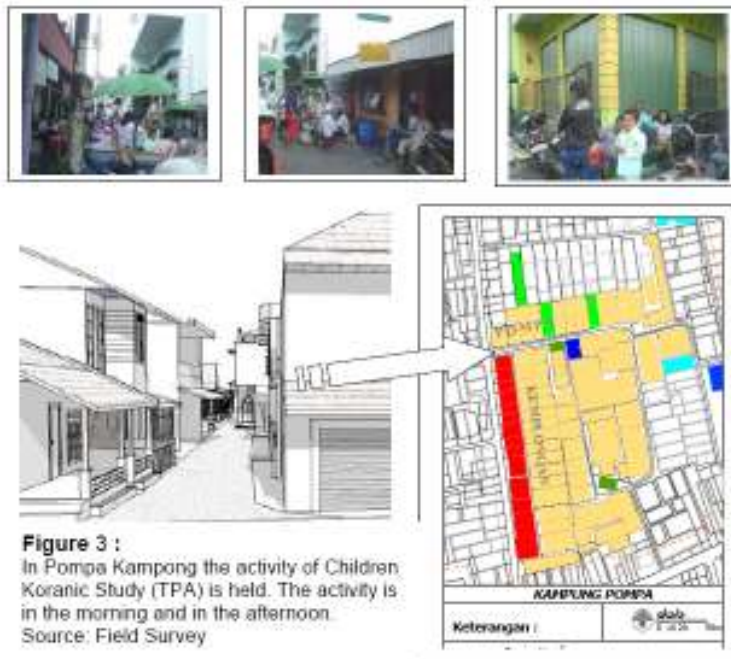 Figure 3 :
In Pompa Kampong the activity of Children
Koranic Study (TPA) is held. The activity is
in the morning and in the afternoon.
Source: Field Survey
KAMPUNG POMPA
Keterangan :